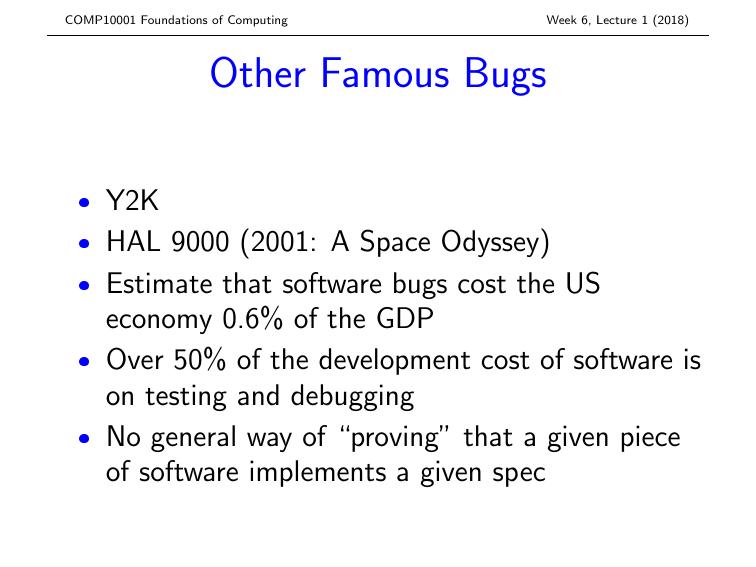 COMP10001 Foundations of Computing Week 6, Lecture 1 (2018)
Other Famous Bugs
• Y2K
• HAL 9000 (2001: A Space Odyssey)
• Estimate that software bugs cost the US
economy 0.6% of the GDP
• Over 50% of the development cost of software is
on testing and debugging
• No general way of “proving” that a given piece
of software implements a given spec